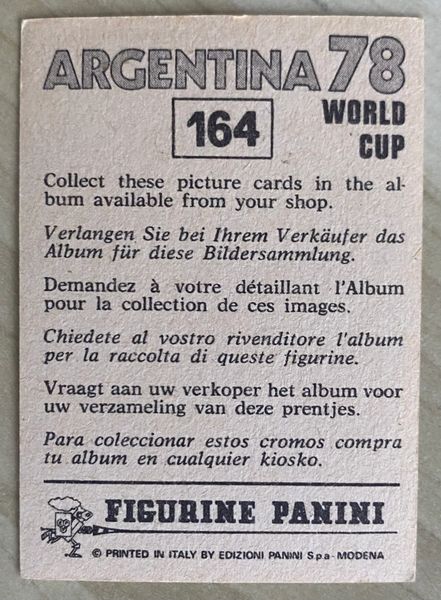 ARGENTINA 78
164
WORLD
CUP
Collect these picture cards in the al-
bum available from your shop.
Verlangen Sie bei Ihrem Verkäufer das
Album für diese Bildersammlung.
Demandez à votre détaillant l'Album
pour la collection de ces images.
Chiedete al vostro rivenditore l'album
per la raccolta di queste figurine.
Vraagt aan uw verkoper het album voor
uw verzameling van deze prentjes.
Para coleccionar estos cromos compra
tu album en cualquier kiosko.
FIGURINE PANINI
© PRINTED IN ITALY BY EDIZIONI PANINI S.p.a - MODENA